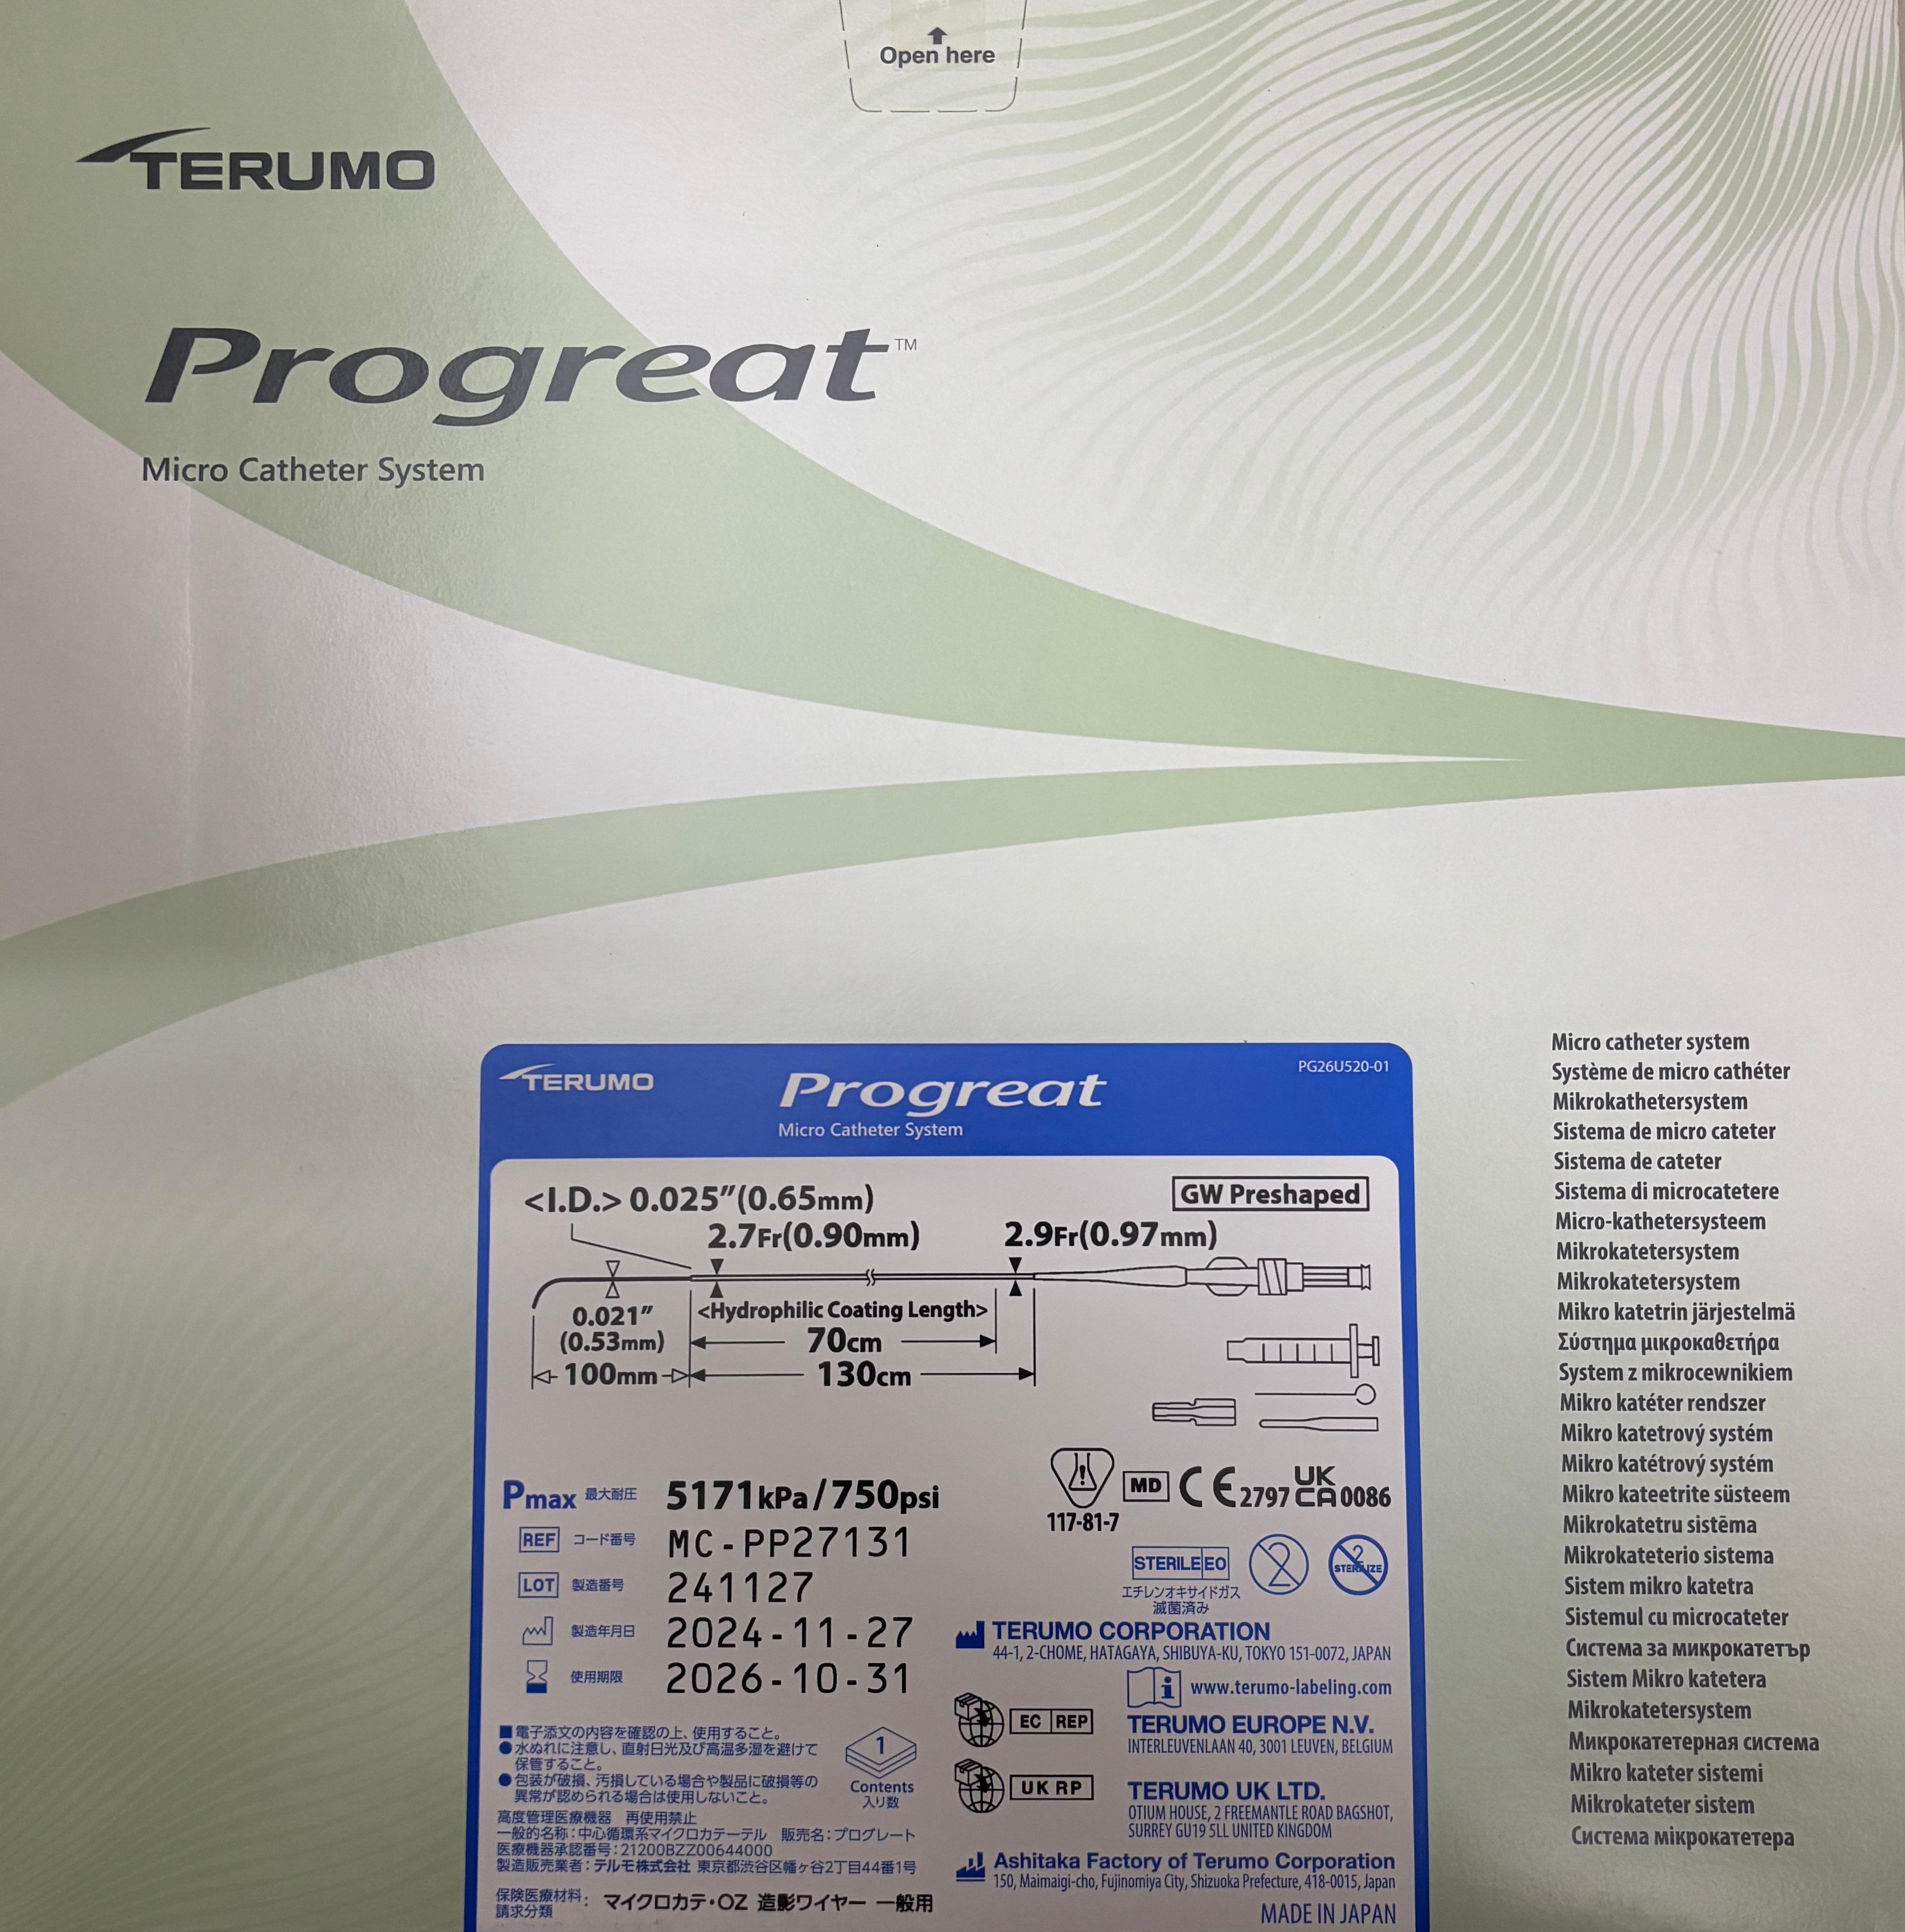 Open here
TERUMO
Progreat™
Micro Catheter System
TERUMO
Progreat
Micro Catheter System
PG26U520-01
<I.D.> 0.025″(0.65mm)
GW Preshaped
2.7Fr(0.90mm)
2.9Fr(0.97mm)
0.021″
(0.53mm)
<Hydrophilic Coating Length>
70cm
100mm
130cm
Pmax 最大耐圧 5171kPa/750psi
REF コード番号 MC-PP27131
LOT 製造番号 241127
製造年月日 2024-11-27
使用期限 2026-10-31
117-81-7
MD
CE 2797
UK CA 0086
STERILE EO
エチレンオキサイドガス
滅菌済み
2
2
STERILIZE
TERUMO CORPORATION
44-1, 2-CHOME, HATAGAYA, SHIBUYA-KU, TOKYO 151-0072, JAPAN
i www.terumo-labeling.com
EC REP TERUMO EUROPE N.V.
INTERLEUVENLAAN 40, 3001 LEUVEN, BELGIUM
UK RP TERUMO UK LTD.
OTIUM HOUSE, 2 FREEMANTLE ROAD BAGSHOT,
SURREY GU19 5LL UNITED KINGDOM
Ashitaka Factory of Terumo Corporation
150, Maimaigi-cho, Fujinomiya City, Shizuoka Prefecture, 418-0015, Japan
MADE IN JAPAN
■電子添文の内容を確認の上、使用すること。
●水ぬれに注意し、直射日光及び高温多湿を避けて
保管すること。
●包装が破損、汚損している場合や製品に破損等の
異常が認められる場合は使用しないこと。
1
Contents
入り数
高度管理医療機器 再使用禁止
一般的名称:中心循環系マイクロカテーテル 販売名:プログレート
医療機器承認番号:21200BZZ00644000
製造販売業者:テルモ株式会社 東京都渋谷区幡ヶ谷2丁目44番1号
保険医療材料:
請求分類
マイクロカテ・OZ 造影ワイヤー 一般用
Micro catheter system
Système de micro cathéter
Mikrokathetersystem
Sistema de micro cateter
Sistema de cateter
Sistema di microcatetere
Micro-kathetersysteem
Mikrokatetersystem
Mikrokatetersystem
Mikro katetrin järjestelmä
Σύστημα μικροκαθετήρα
System z mikrocewnikiem
Mikro katéter rendszer
Mikro katetrový systém
Mikro katétrový systém
Mikro kateetrite süsteem
Mikrokatetru sistēma
Mikrokateterio sistema
Sistem mikro katetra
Sistemul cu microcateter
Система за микрокатетър
Sistem Mikro katetera
Mikrokatetersystem
Микрокатетерная система
Mikro kateter sistemi
Mikrokateter sistem
Система мікрокатетера